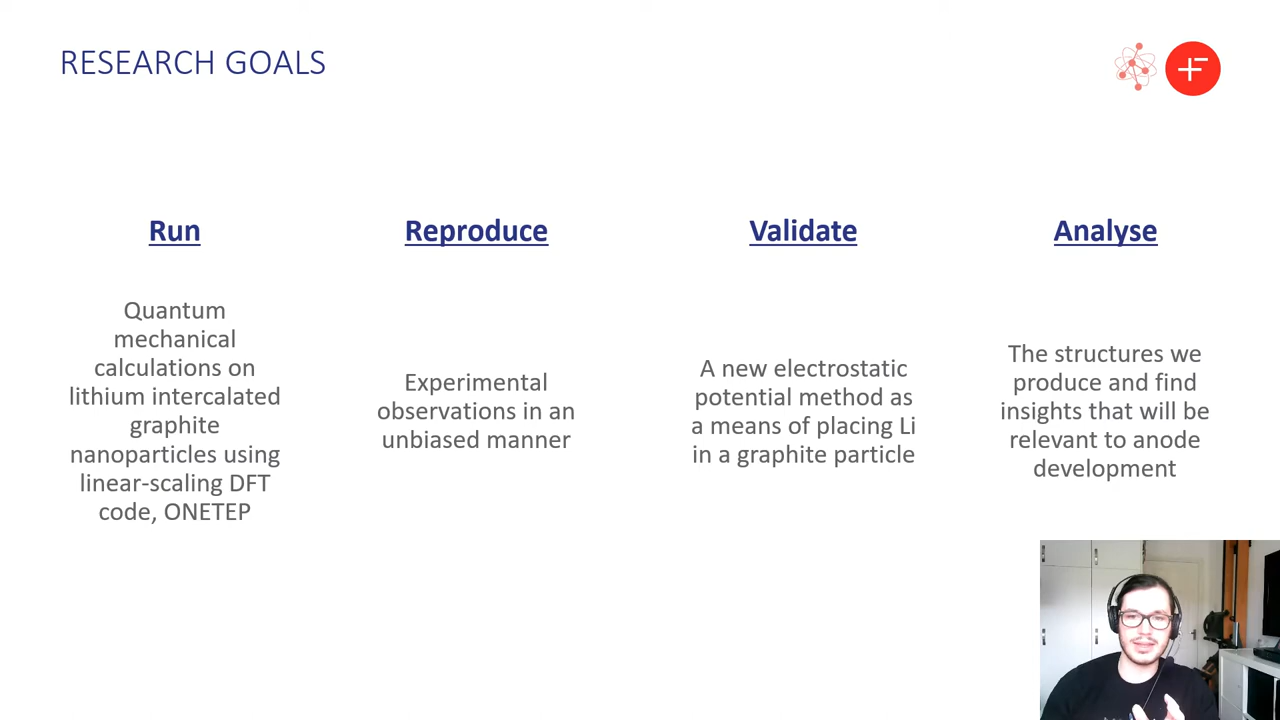 RESEARCH GOALS
Run
Quantum
mechanical
calculations on
lithium intercalated
graphite
nanoparticles using
linear-scaling DFT
code, ONETEP
Reproduce
Experimental
observations in an
unbiased manner
Validate
A new electrostatic
potential method as
a means of placing Li
in a graphite particle
Analyse
The structures we
produce and find
insights that will be
relevant to anode
development